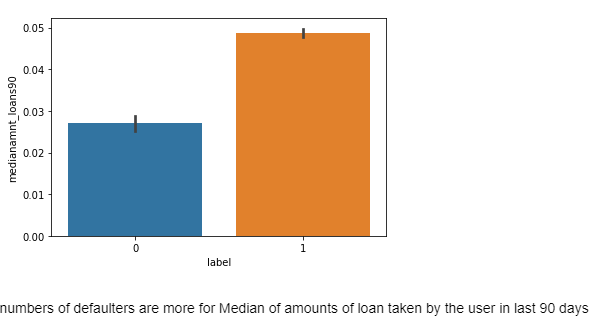 0.05
0.04
0.03
0.02
0.01
0.00
medianamnt_loans90
0 1
label
numbers of defaulters are more for Median of amounts of loan taken by the user in last 90 days